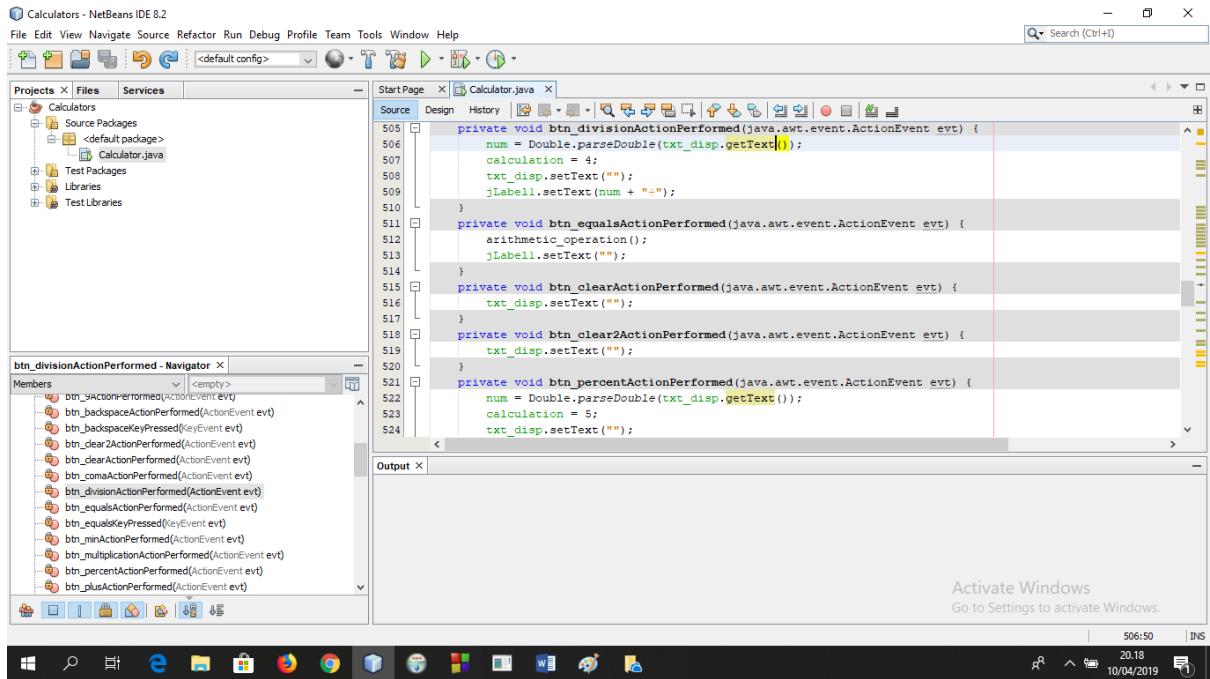 Calculators - NetBeans IDE 8.2
File Edit View Navigate Source Refactor Run Debug Profile Team Tools Window Help
Search (Ctrl+I)
<default config>
Projects Files Services
Calculators
Source Packages
<default package>
Calculator.java
Test Packages
Libraries
Test Libraries
Start Page Calculator.java
Source Design History
505 private void btn_divisionActionPerformed(java.awt.event.ActionEvent evt) {
506 num = Double.parseDouble(txt_disp.getText());
507 calculation = 4;
508 txt_disp.setText("");
509 jLabel1.setText(num + "÷");
510 }
511 private void btn_equalsActionPerformed(java.awt.event.ActionEvent evt) {
512 arithmetic_operation();
513 jLabel1.setText("");
514 }
515 private void btn_clearActionPerformed(java.awt.event.ActionEvent evt) {
516 txt_disp.setText("");
517 }
518 private void btn_clear2ActionPerformed(java.awt.event.ActionEvent evt) {
519 txt_disp.setText("");
520 }
521 private void btn_percentActionPerformed(java.awt.event.ActionEvent evt) {
522 num = Double.parseDouble(txt_disp.getText());
523 calculation = 5;
524 txt_disp.setText("");
btn_divisionActionPerformed - Navigator
Members <empty>
btn_9ActionPerformed(ActionEvent evt)
btn_backspaceActionPerformed(ActionEvent evt)
btn_backspaceKeyPressed(KeyEvent evt)
btn_clear2ActionPerformed(ActionEvent evt)
btn_clearActionPerformed(ActionEvent evt)
btn_comaActionPerformed(ActionEvent evt)
btn_divisionActionPerformed(ActionEvent evt)
btn_equalsActionPerformed(ActionEvent evt)
btn_equalsKeyPressed(KeyEvent evt)
btn_minActionPerformed(ActionEvent evt)
btn_multiplicationActionPerformed(ActionEvent evt)
btn_percentActionPerformed(ActionEvent evt)
btn_plusActionPerformed(ActionEvent evt)
Output
Activate Windows
Go to Settings to activate Windows.
506:50 INS
20.18
10/04/2019